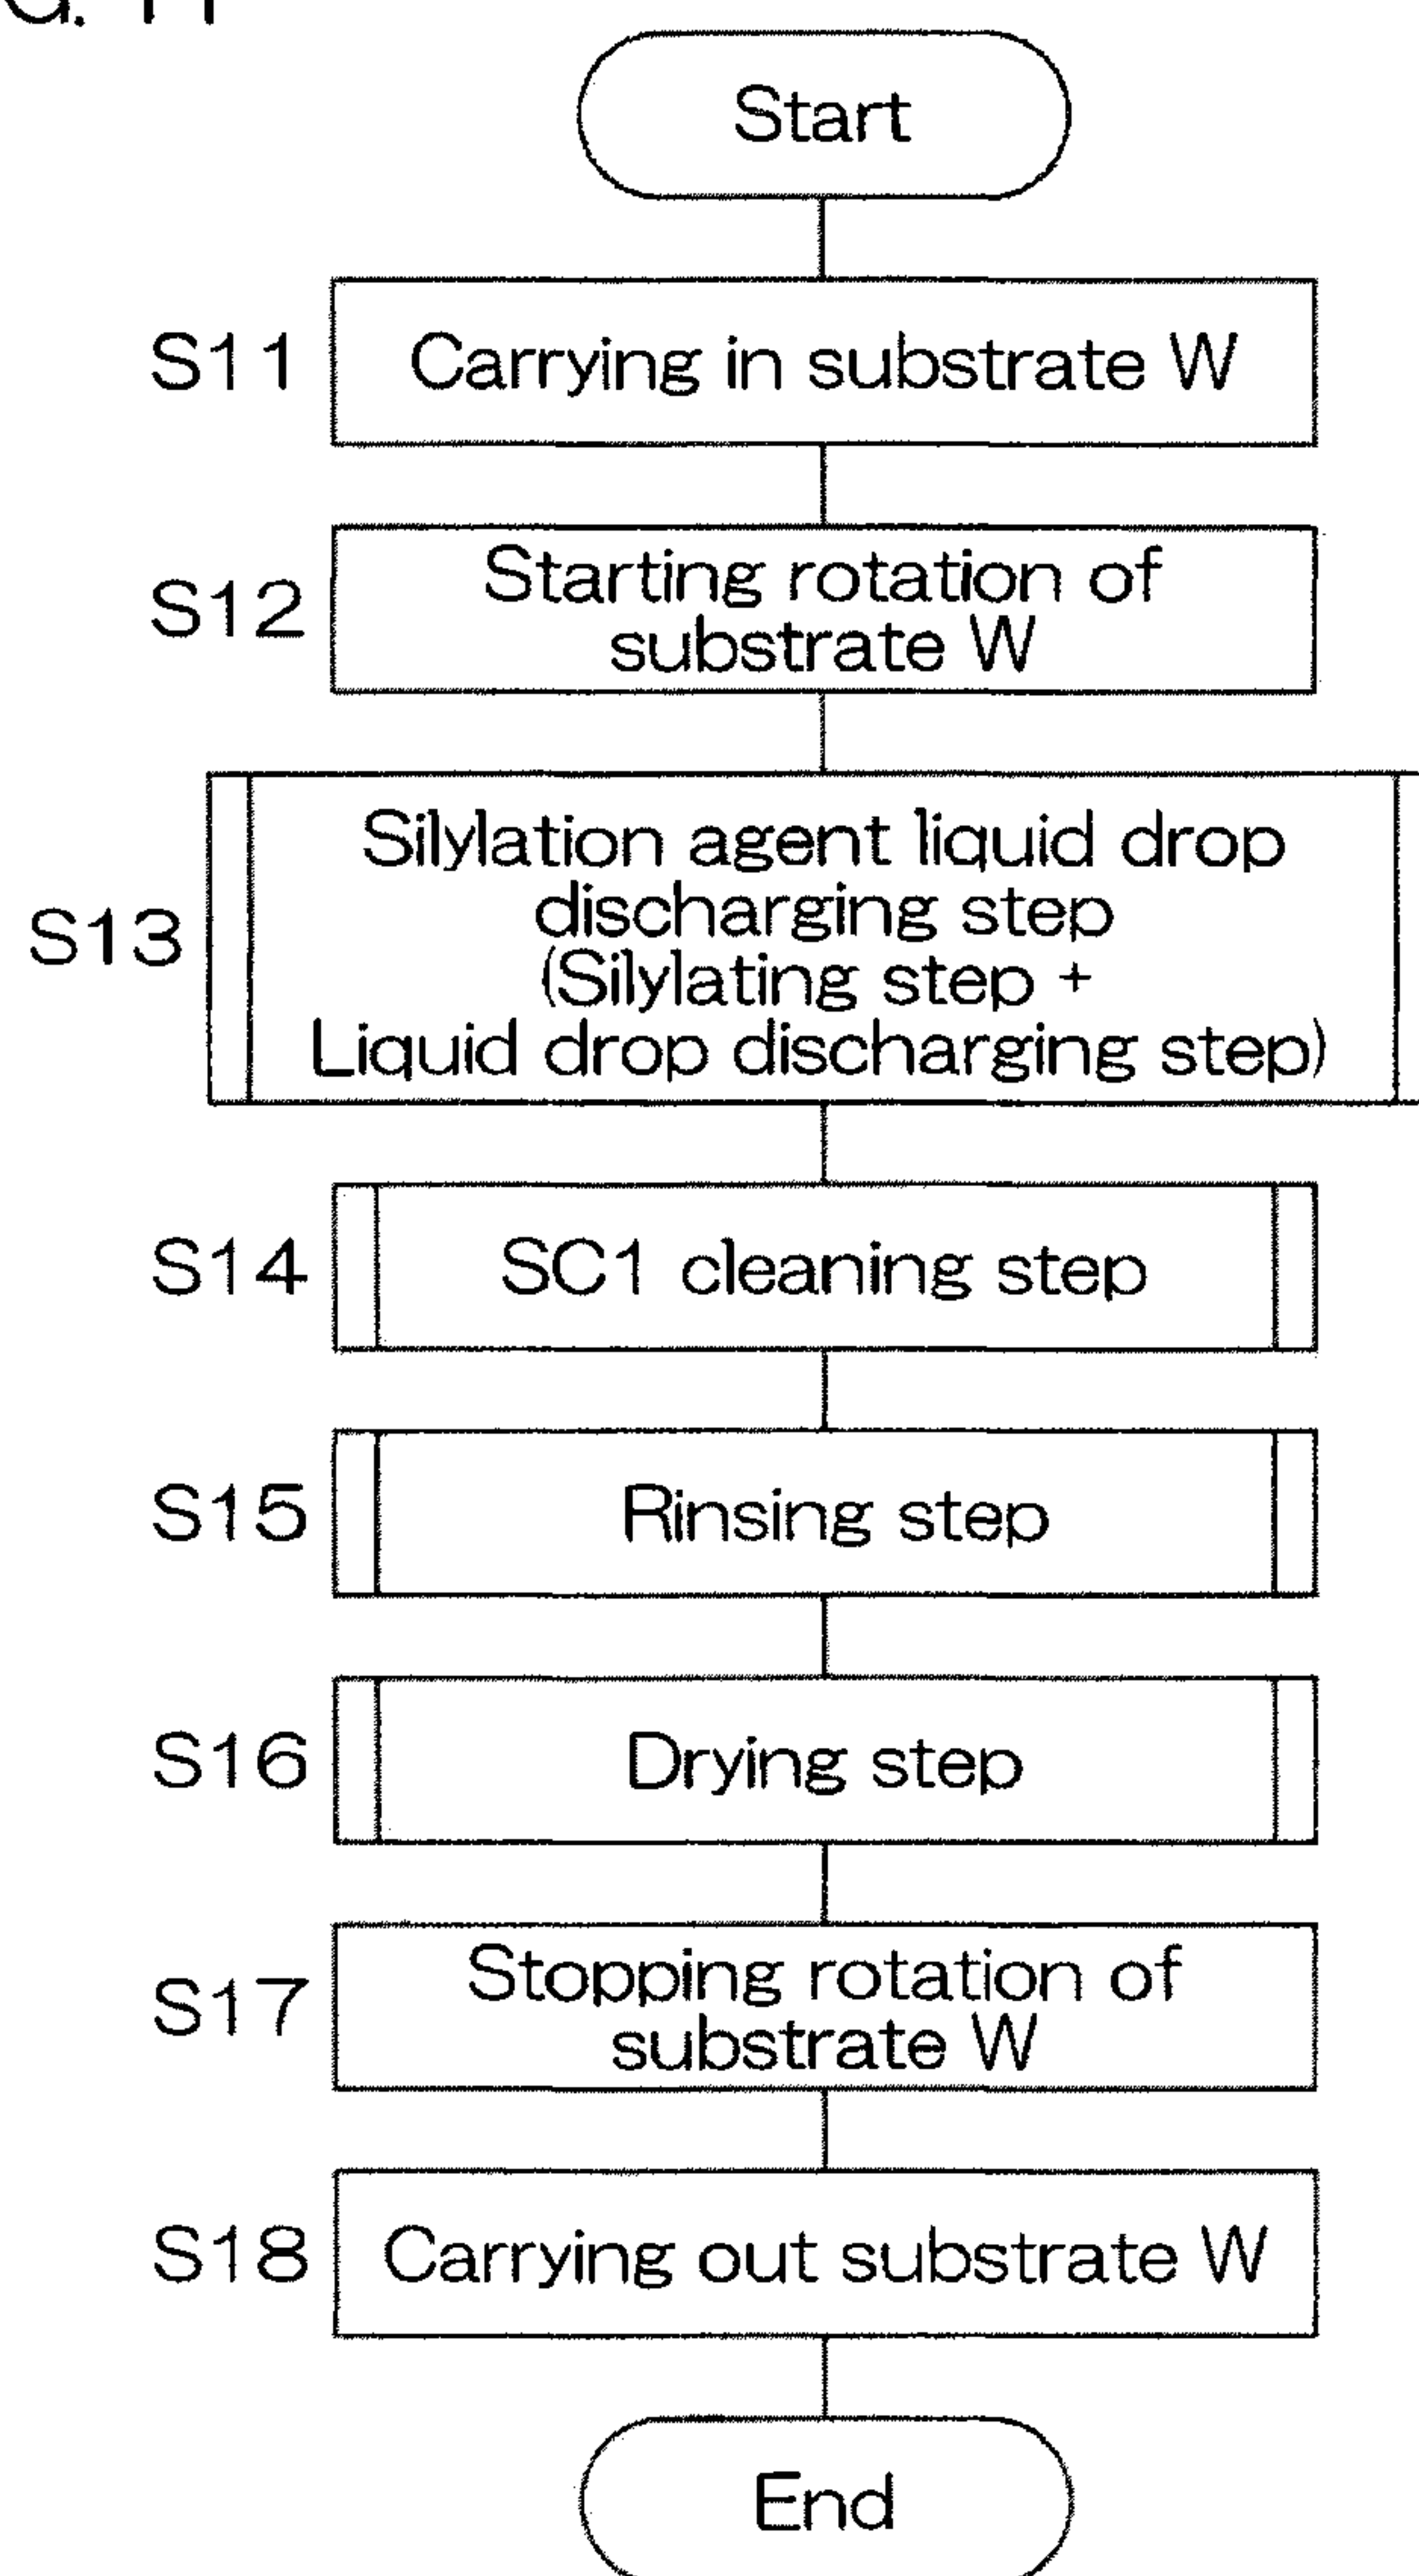 Start
S11 Carrying in substrate W
S12 Starting rotation of
substrate W
S13 Silylation agent liquid drop
discharging step
(Silylating step +
Liquid drop discharging step)
S14 SC1 cleaning step
S15 Rinsing step
S16 Drying step
S17 Stopping rotation of
substrate W
S18 Carrying out substrate W
End